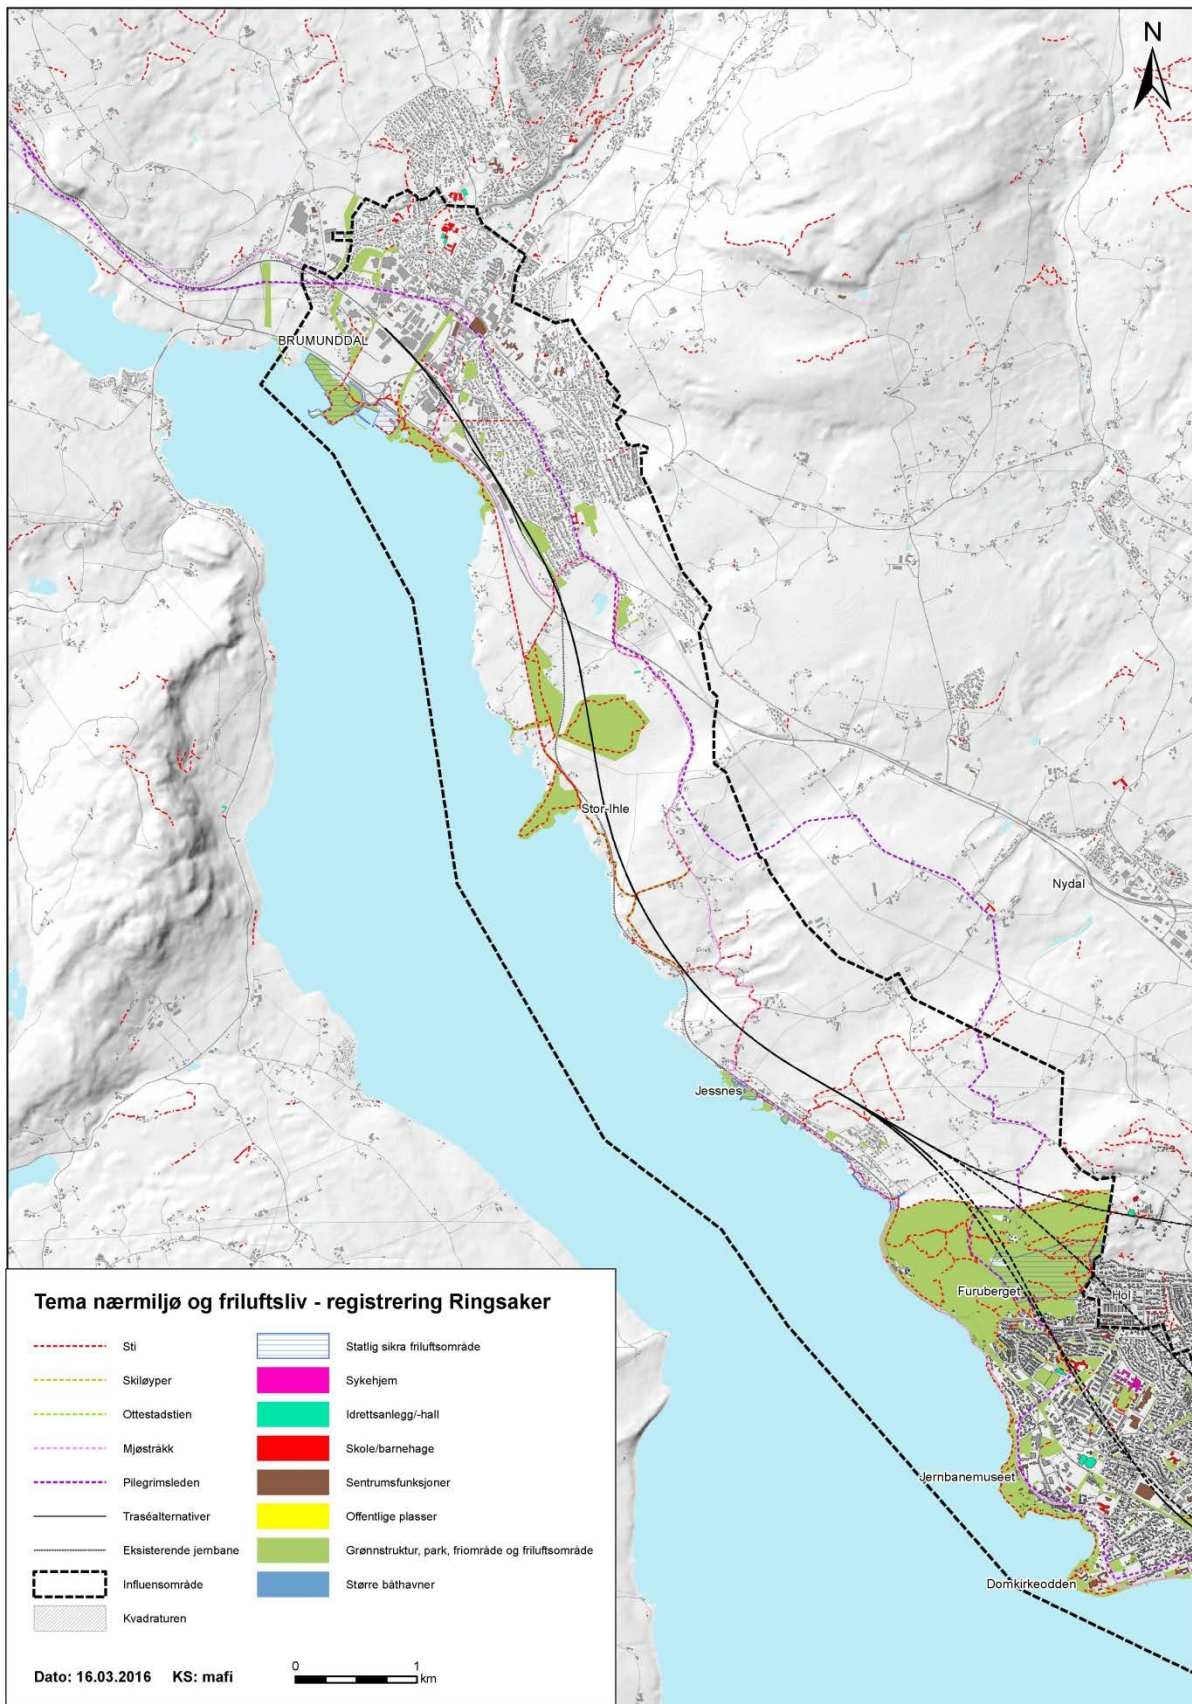 N
BRUMUNDDAL
Stor-Ihle
Nydal
Jessnes
Furuberget
Hol
Jernbanemuseet
Domkirkeodden
Tema nærmiljø og friluftsliv - registrering Ringsaker
Sti
Skiløyper
Ottestadstien
Mjøstråkk
Pilegrimsleden
Traséalternativer
Eksisterende jernbane
Influensområde
Kvadraturen
Statlig sikra friluftsområde
Sykehjem
Idrettsanlegg/-hall
Skole/barnehage
Sentrumsfunksjoner
Offentlige plasser
Grønnstruktur, park, friområde og friluftsområde
Større båthavner
Dato: 16.03.2016 KS: mafi
0 1
km